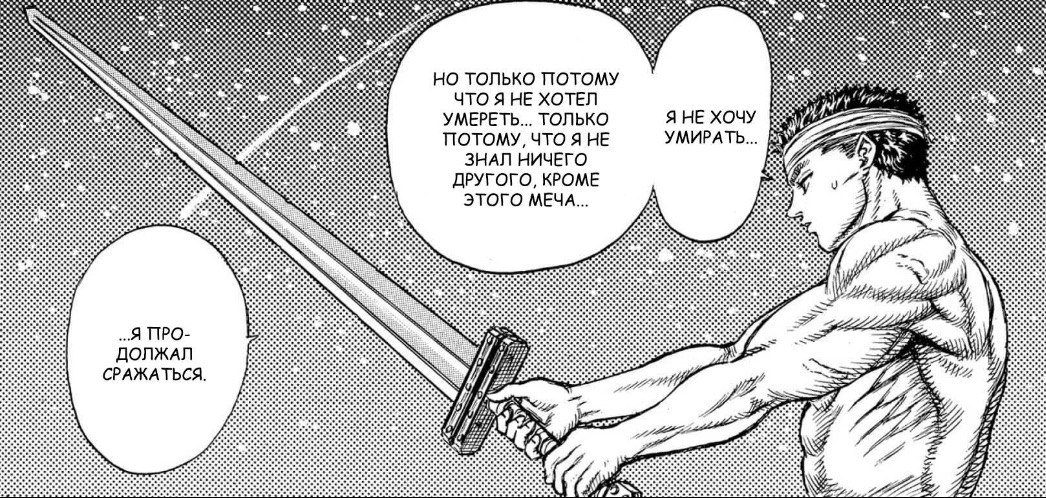 Я НЕ ХОЧУ
УМИРАТЬ...
НО ТОЛЬКО ПОТОМУ
ЧТО Я НЕ ХОТЕЛ
УМЕРЕТЬ... ТОЛЬКО
ПОТОМУ, ЧТО Я НЕ
ЗНАЛ НИЧЕГО
ДРУГОГО, КРОМЕ
ЭТОГО МЕЧА...
...Я ПРО-
ДОЛЖАЛ
СРАЖАТЬСЯ.